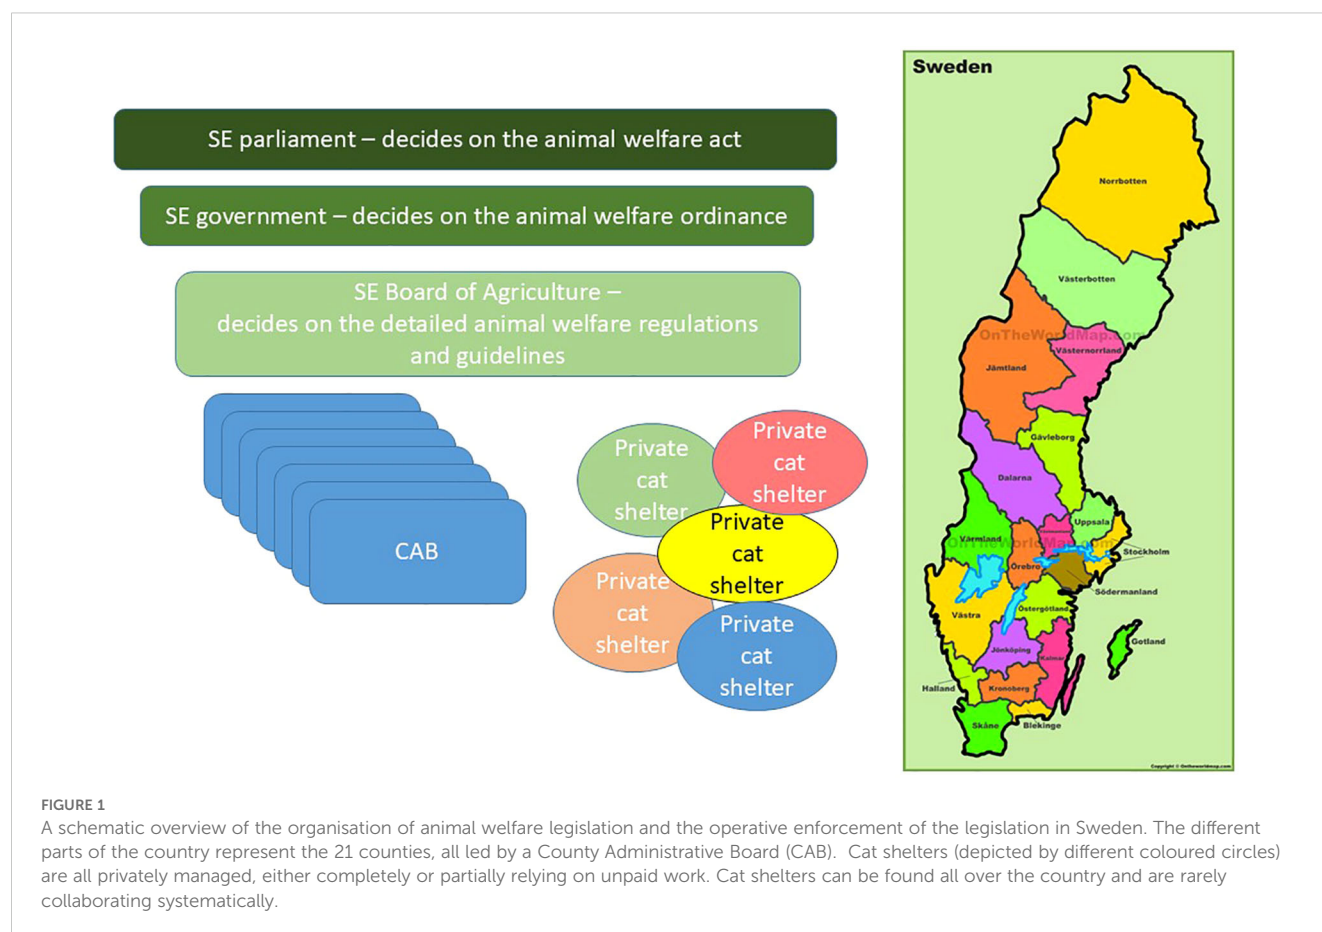 SE parliament – decides on the animal welfare act
SE government – decides on the animal welfare ordinance
SE Board of Agriculture –
decides on the detailed animal welfare regulations
and guidelines
CAB
Private
cat
shelter
Private
cat
shelter
Private
cat
shelter
Private
cat
shelter
Private
cat
shelter
Sweden
Norrbotten
Västerbotten
OnTheWorldMap.com
Västernorrland
Jämtland
Gävleborg
Dalarna
Uppsala
Värmland
OnTheWorldMap.com
Stockholm
Örebro
Södermanland
Östergötland
Västra
Gotland
Jönköping
Kalmar
Halland
Kronoberg
Skåne
Blekinge
Copyright © Ontheworldmap.com
FIGURE 1
A schematic overview of the organisation of animal welfare legislation and the operative enforcement of the legislation in Sweden. The different
parts of the country represent the 21 counties, all led by a County Administrative Board (CAB). Cat shelters (depicted by different coloured circles)
are all privately managed, either completely or partially relying on unpaid work. Cat shelters can be found all over the country and are rarely
collaborating systematically.